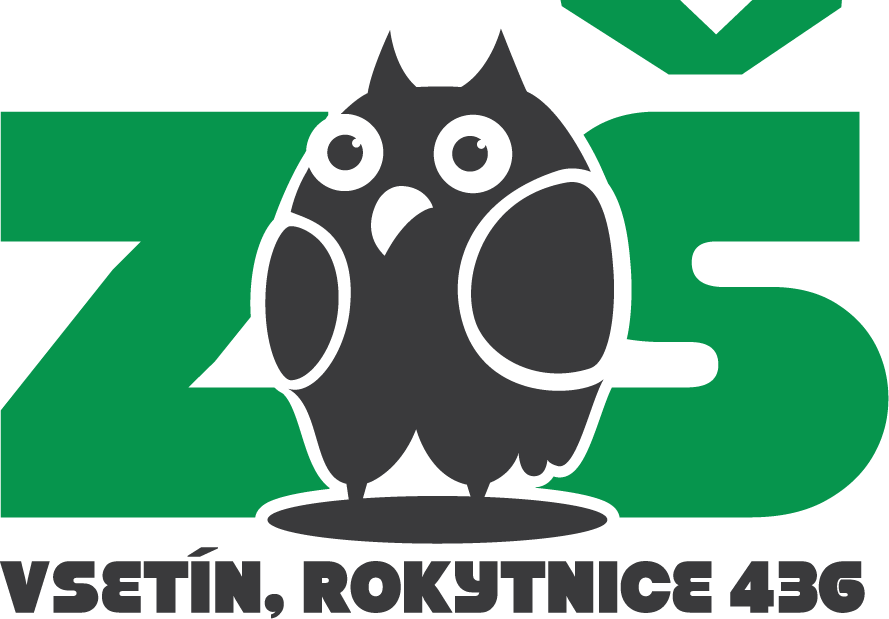 ZŠ
VSETÍN, ROKYTNICE 436